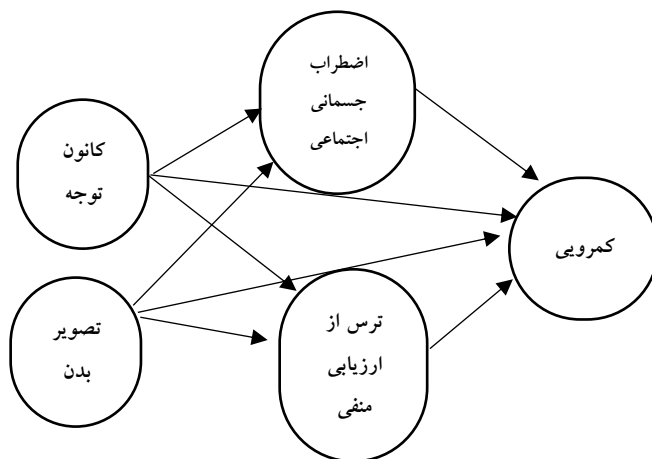 اضطراب
جسمانی
اجتماعی
کانون
توجه
کمرویی
تصویر
بدن
ترس از
ارزیابی
منفی